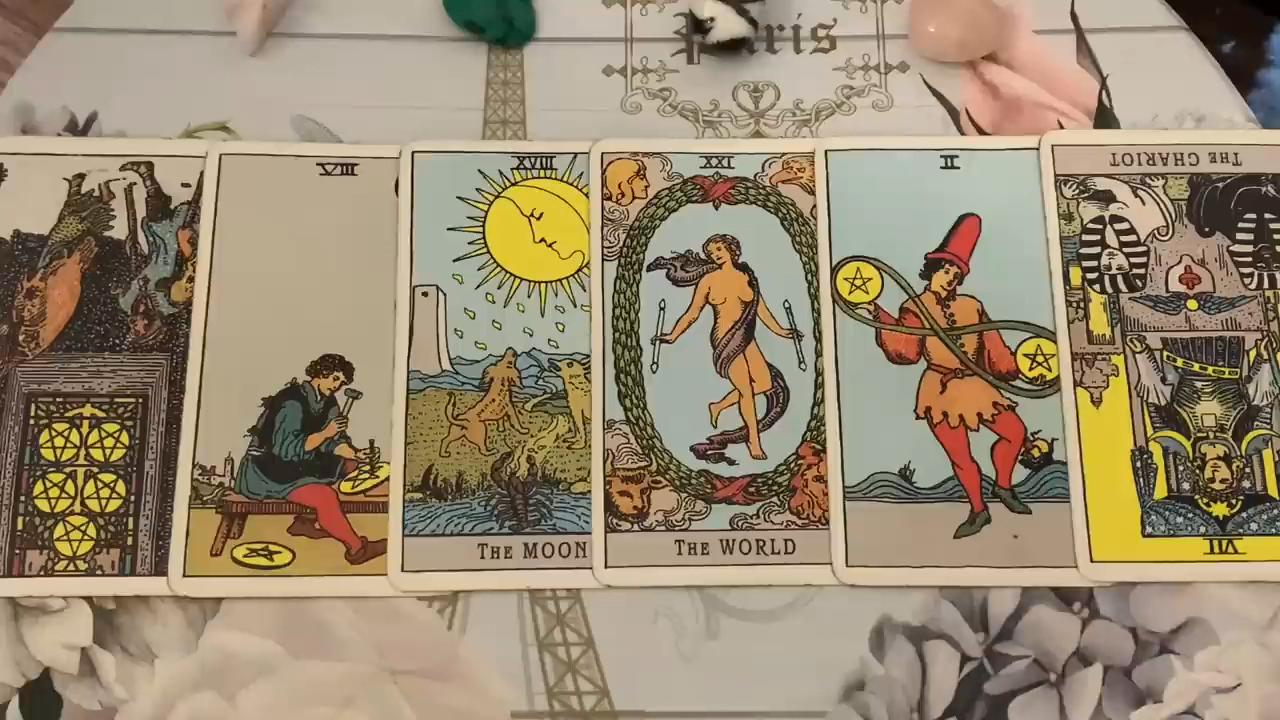 Paris
VIII
XVIII
XXI
II
THE CHARIOT
THE MOON
THE WORLD
VII